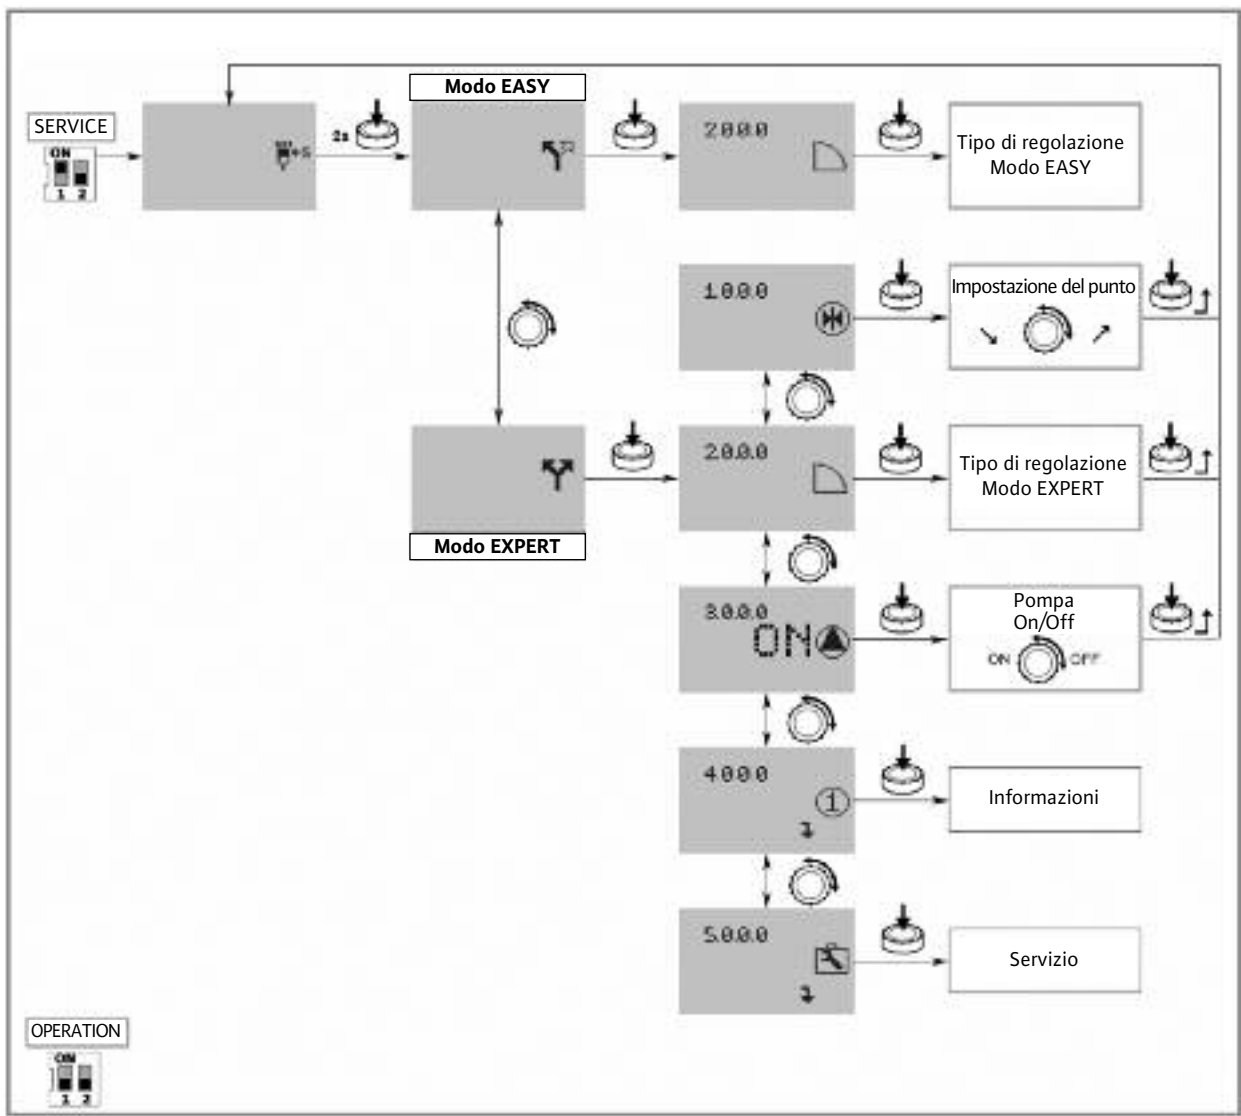 Modo EASY
SERVICE
ON
1 2
+S
2s
2.0.0.0
Tipo di regolazione
Modo EASY
1.0.0.0
Impostazione del punto
2.0.0.0
Tipo di regolazione
Modo EXPERT
Modo EXPERT
3.0.0.0
ON
Pompa
On/Off
ON OFF
4.0.0.0
1
Informazioni
5.0.0.0
Servizio
OPERATION
ON
1 2